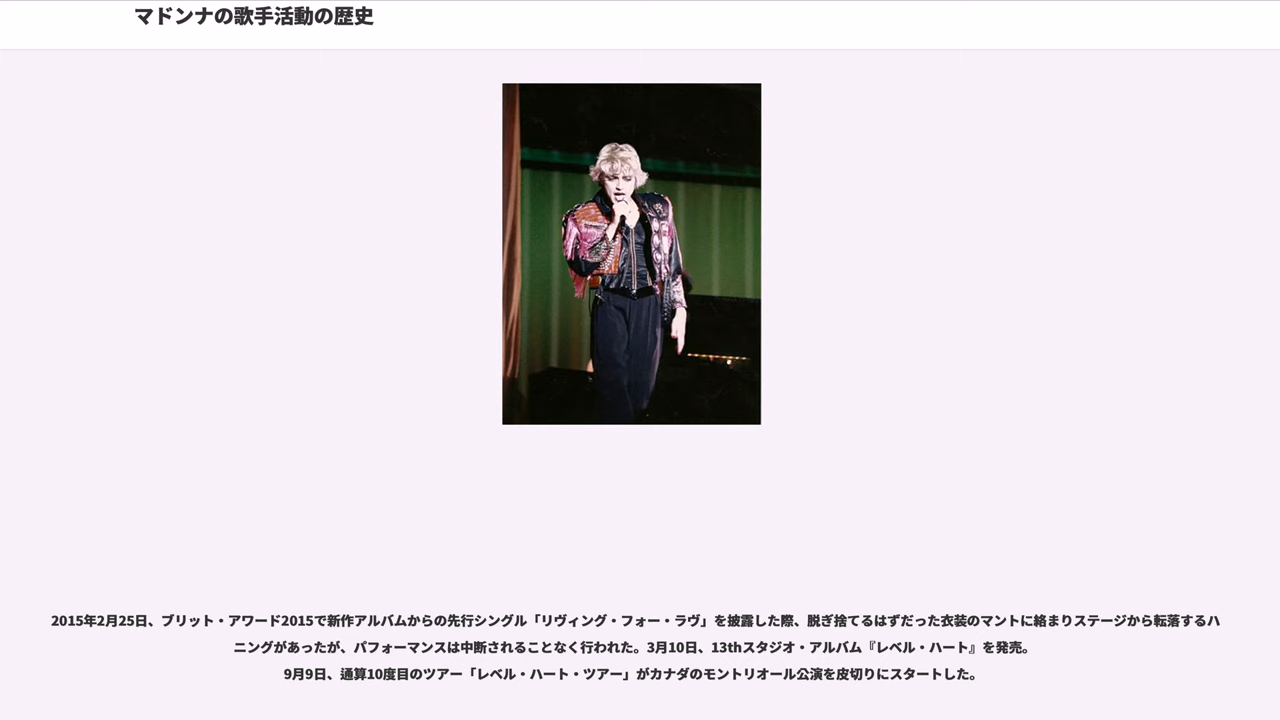 マドンナの歌手活動の歴史
2015年2月25日、ブリット・アワード2015で新作アルバムからの先行シングル「リヴィング・フォー・ラヴ」を披露した際、脱ぎ捨てるはずだった衣装のマントに絡まりステージから転落するハ
ニングがあったが、パフォーマンスは中断されることなく行われた。3月10日、13thスタジオ・アルバム『レベル・ハート』を発売。
9月9日、通算10度目のツアー「レベル・ハート・ツアー」がカナダのモントリオール公演を皮切りにスタートした。